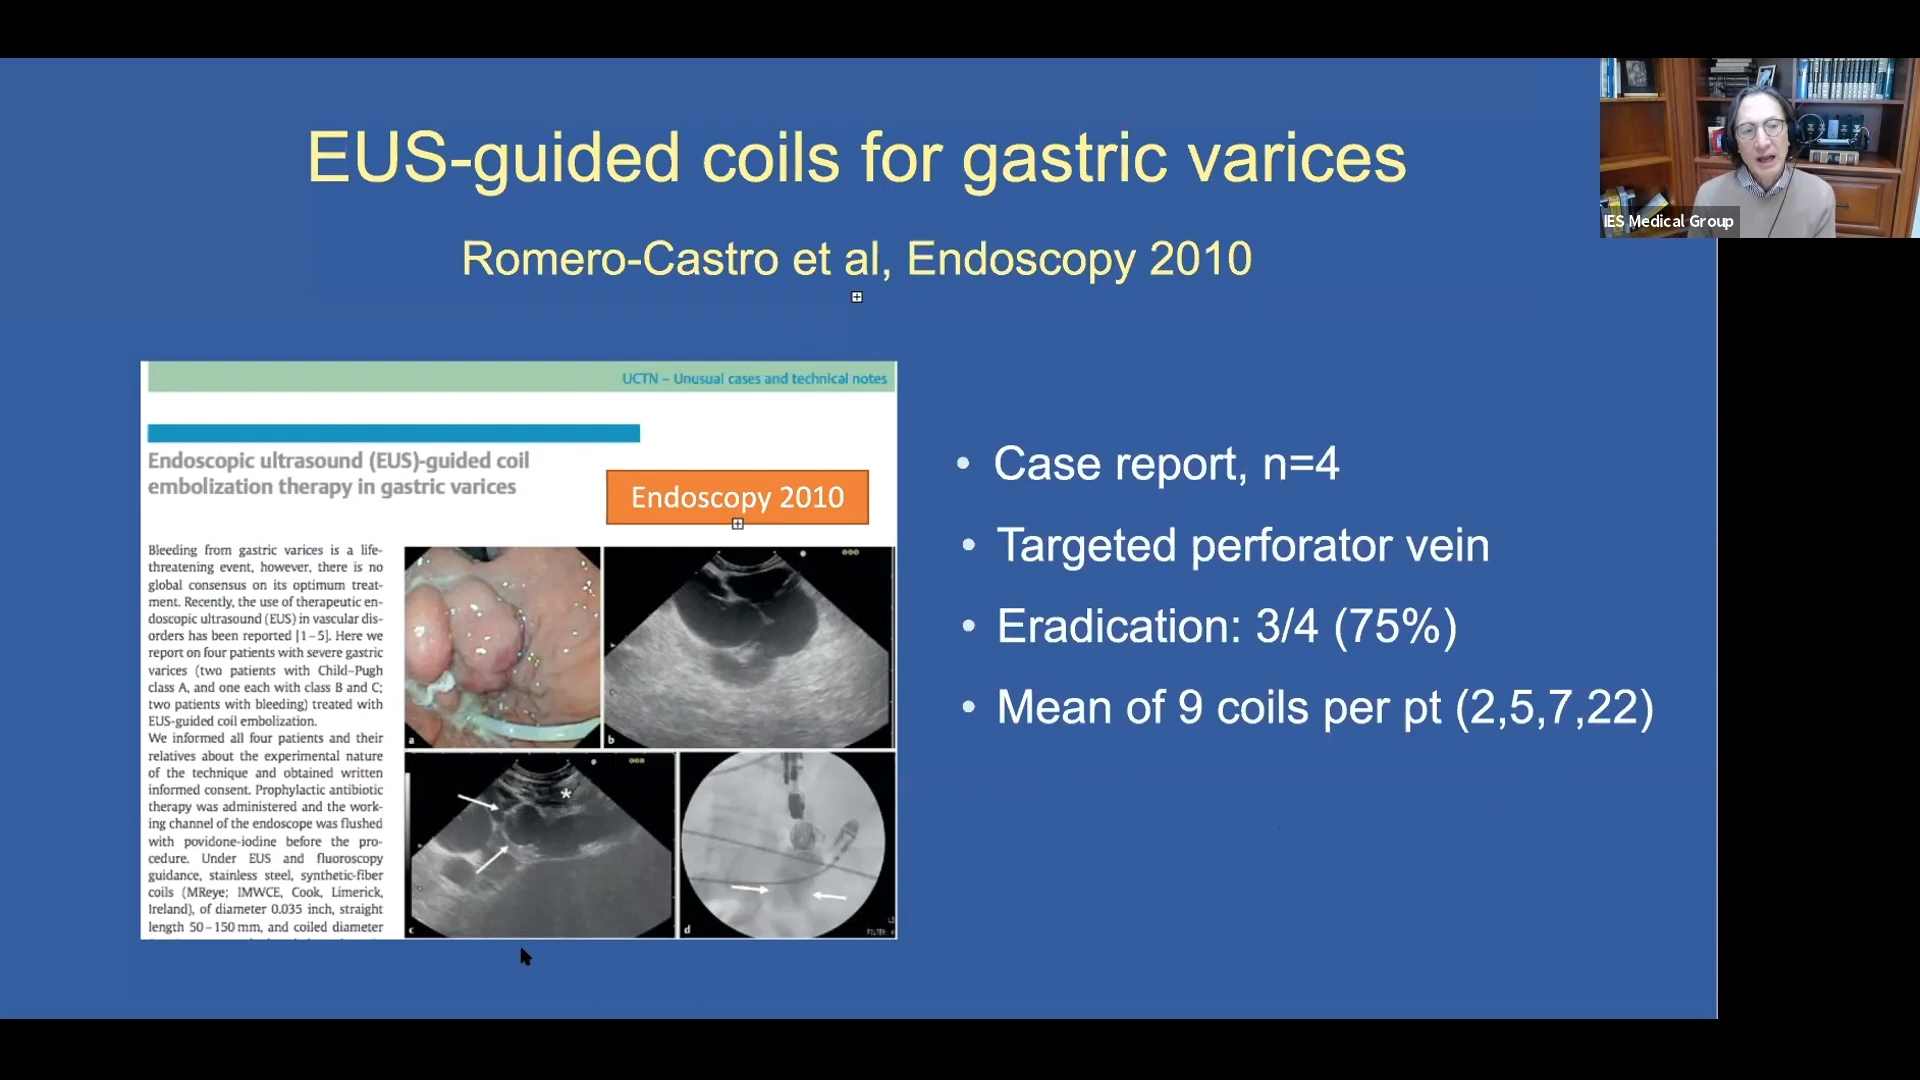 EUS-guided coils for gastric varices
Romero-Castro et al, Endoscopy 2010
IES Medical Group
UCTN – Unusual cases and technical notes
Endoscopic ultrasound (EUS)-guided coil
embolization therapy in gastric varices
Endoscopy 2010
Bleeding from gastric varices is a life-
threatening event, however, there is no
global consensus on its optimum treat-
ment. Recently, the use of therapeutic en-
doscopic ultrasound (EUS) in vascular dis-
orders has been reported [1–5]. Here we
report on four patients with severe gastric
varices (two patients with Child–Pugh
class A, and one each with class B and C;
two patients with bleeding) treated with
EUS-guided coil embolization.
We informed all four patients and their
relatives about the experimental nature
of the technique and obtained written
informed consent. Prophylactic antibiotic
therapy was administered and the work-
ing channel of the endoscope was flushed
with povidone-iodine before the pro-
cedure. Under EUS and fluoroscopy
guidance, stainless steel, synthetic-fiber
coils (MReye; IMWCE, Cook, Limerick,
Ireland), of diameter 0.035 inch, straight
length 50–150 mm, and coiled diameter
a
b
c
d
• Case report, n=4
• Targeted perforator vein
• Eradication: 3/4 (75%)
• Mean of 9 coils per pt (2,5,7,22)